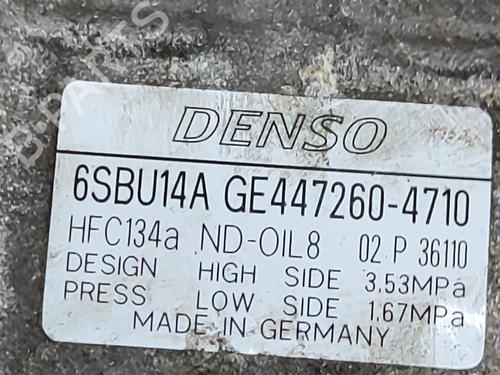 DENSO
6SBU14A GE447260-4710
HFC134a ND-OIL8 02 P 36110
DESIGN HIGH SIDE 3.53MPa
PRESS LOW SIDE 1.67MPa
MADE IN GERMANY
B-PARTS